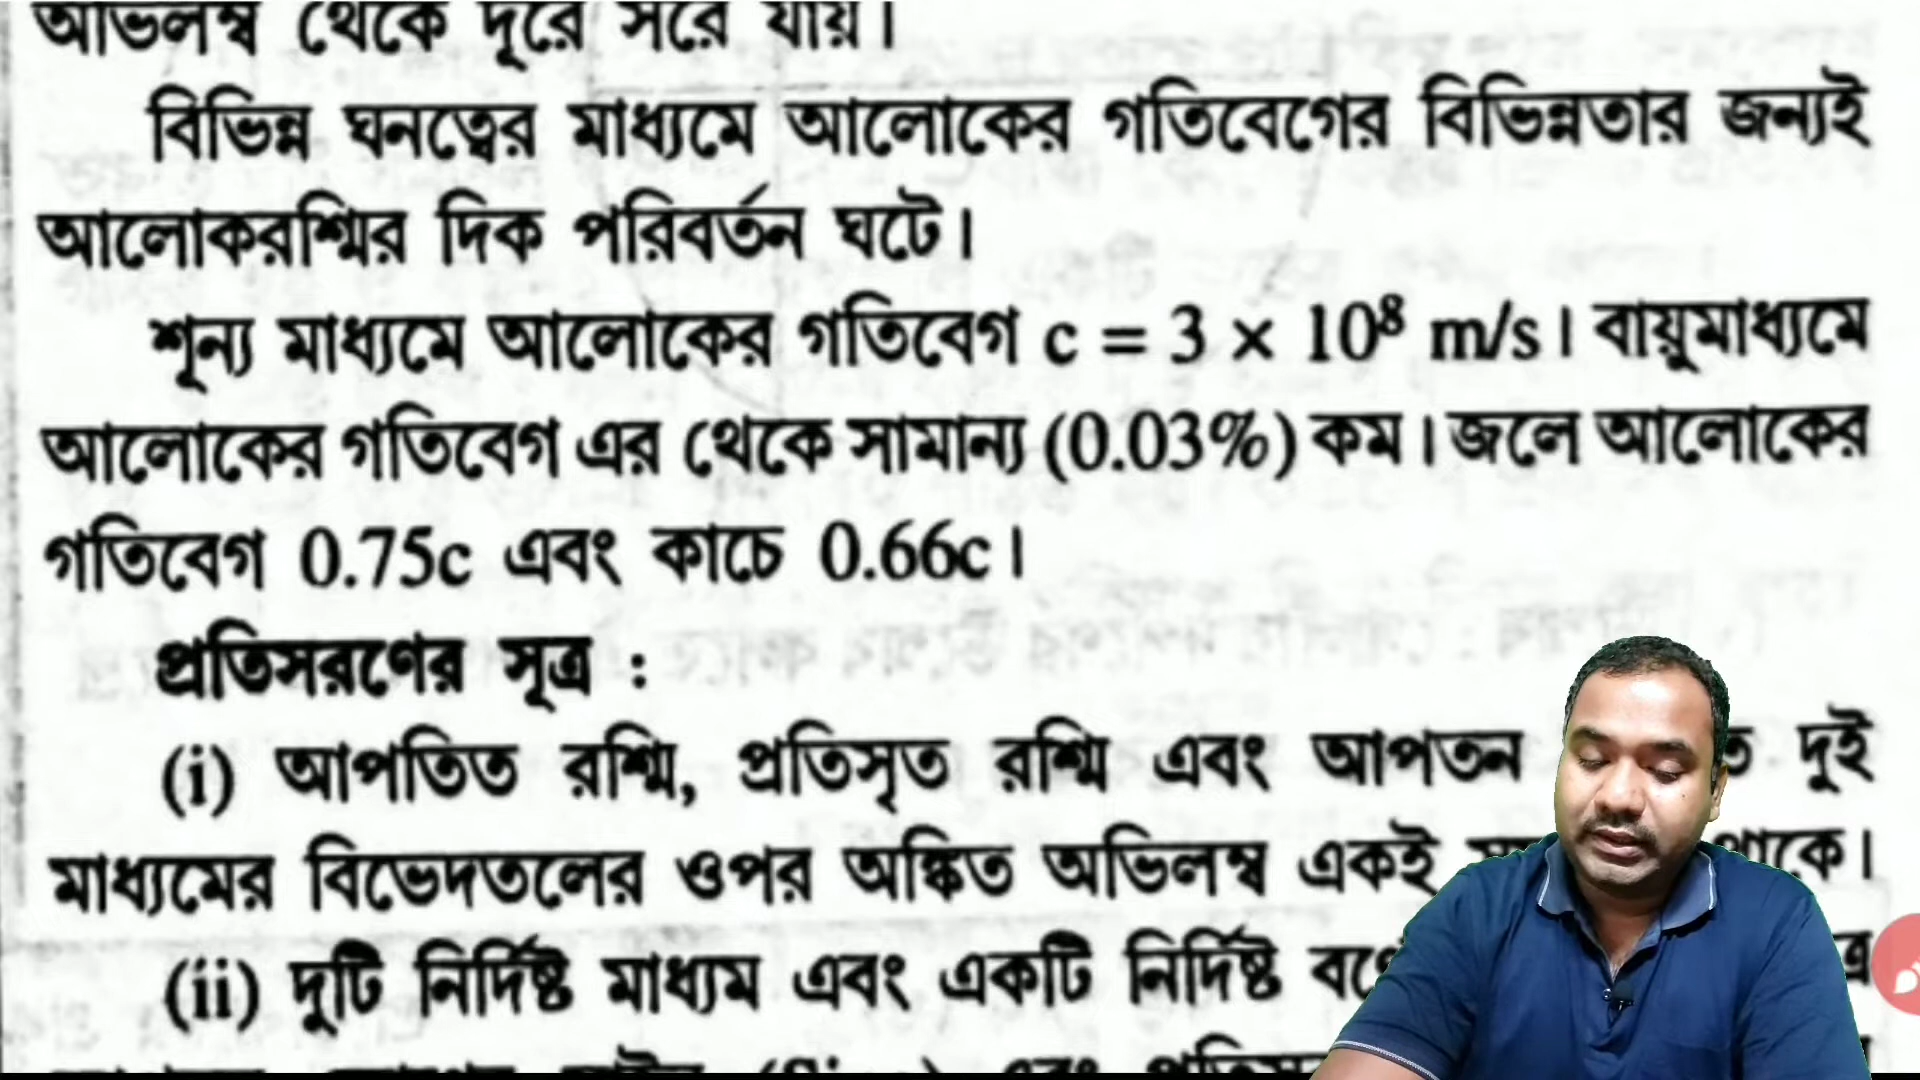 অভিলম্ব থেকে দূরে সরে যায়।
বিভিন্ন ঘনত্বের মাধ্যমে আলোকের গতিবেগের বিভিন্নতার জন্যই
আলোকরশ্মির দিক পরিবর্তন ঘটে।
শূন্য মাধ্যমে আলোকের গতিবেগ c = 3 × 10⁸ m/s। বায়ুমাধ্যমে
আলোকের গতিবেগ এর থেকে সামান্য (0.03%) কম। জলে আলোকের
গতিবেগ 0.75c এবং কাচে 0.66c।
প্রতিসরণের সূত্র :
(i) আপতিত রশ্মি, প্রতিসৃত রশ্মি এবং আপতন দুই
মাধ্যমের বিভেদতলের ওপর অঙ্কিত অভিলম্ব একই থাকে।
(ii) দুটি নির্দিষ্ট মাধ্যম এবং একটি নির্দিষ্ট